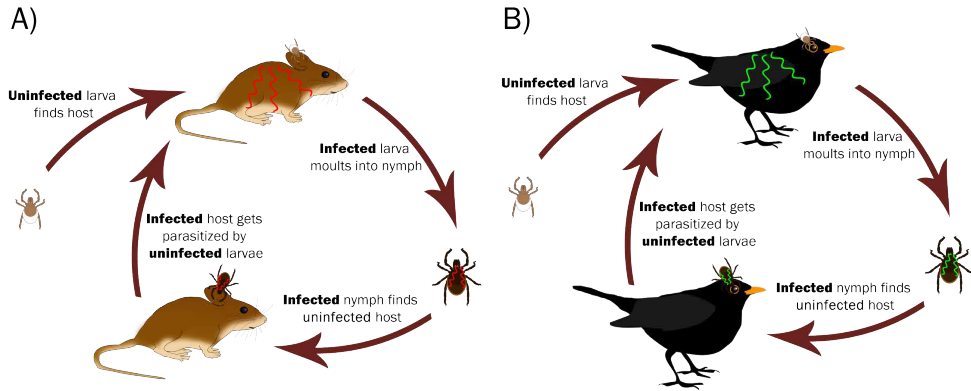 A)
Uninfected larva
finds host
Infected larva
moults into nymph
Infected host gets
parasitized by
uninfected larvae
Infected nymph finds
uninfected host
B)
Uninfected larva
finds host
Infected larva
moults into nymph
Infected host gets
parasitized by
uninfected larvae
Infected nymph finds
uninfected host